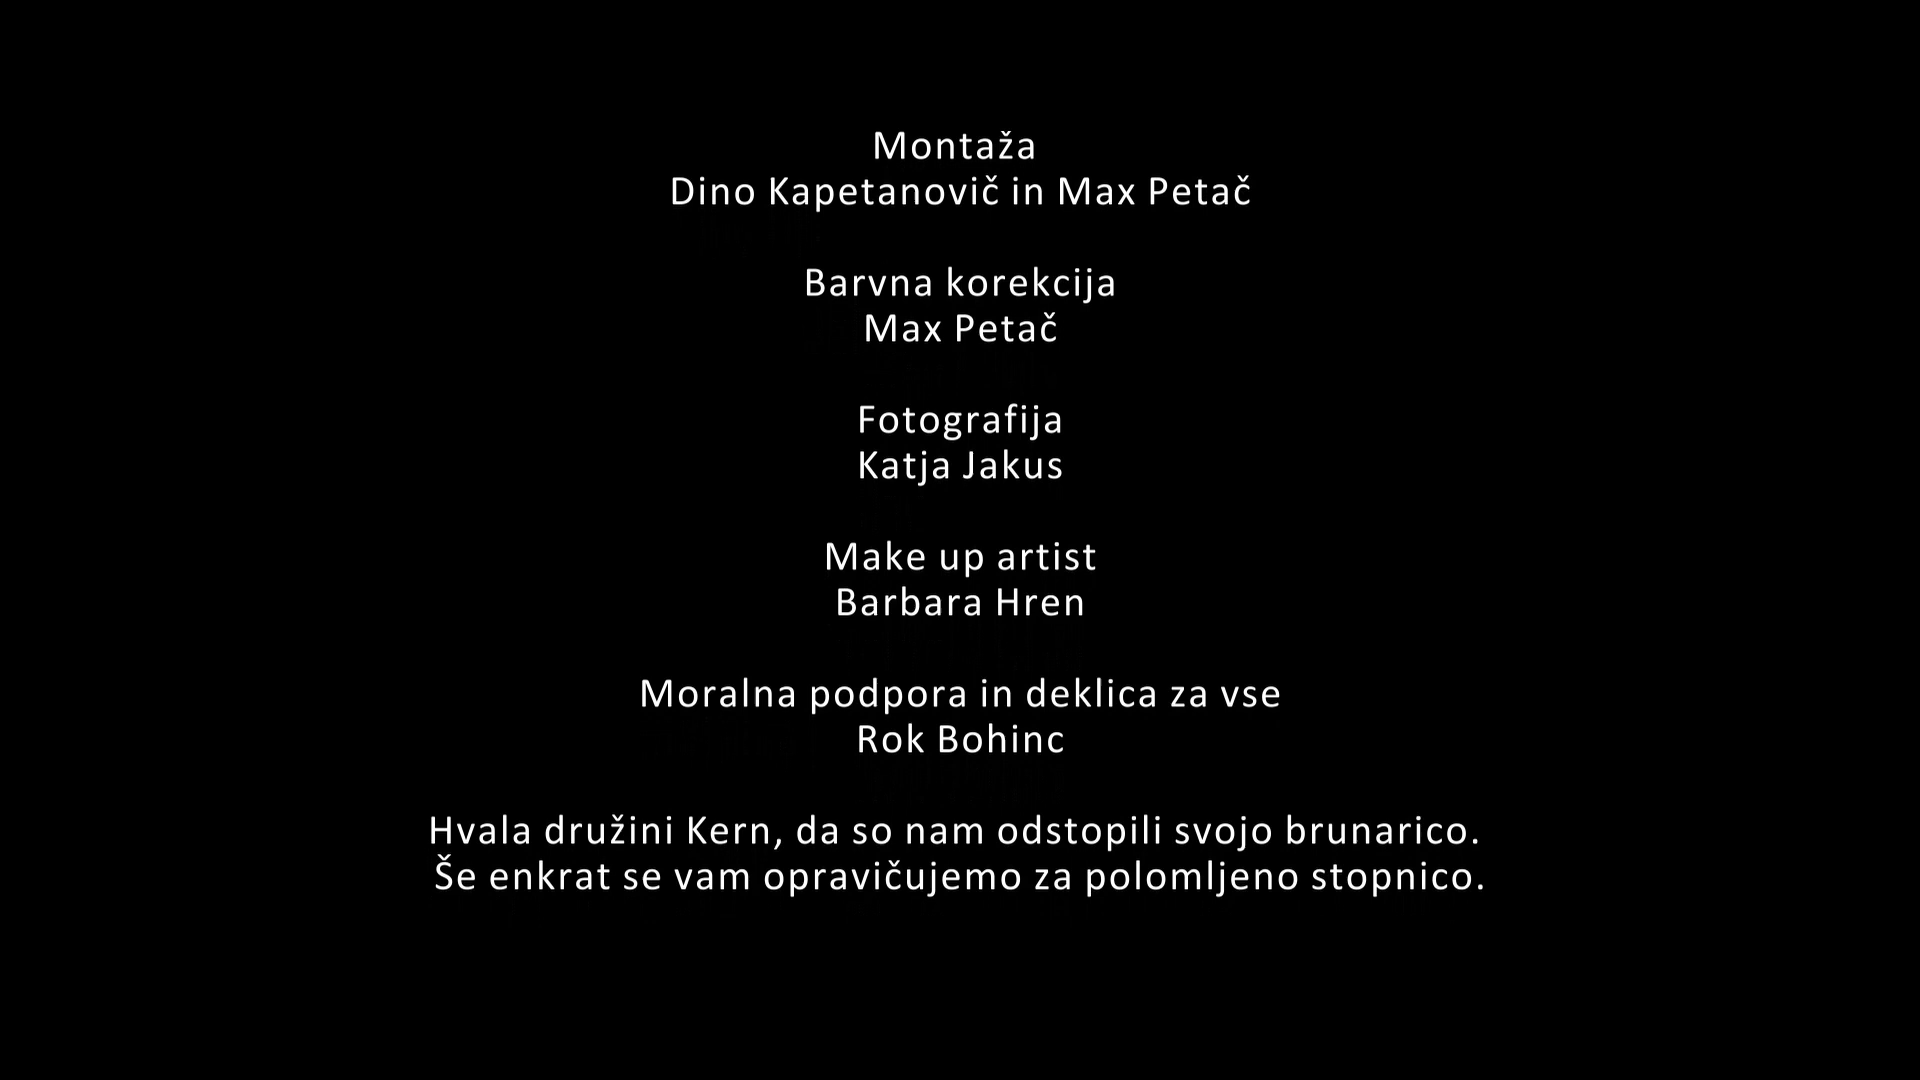 Montaža
Dino Kapetanovič in Max Petač
Barvna korekcija
Max Petač
Fotografija
Katja Jakus
Make up artist
Barbara Hren
Moralna podpora in deklica za vse
Rok Bohinc
Hvala družini Kern, da so nam odstopili svojo brunarico.
Še enkrat se vam opravičujemo za polomljeno stopnico.